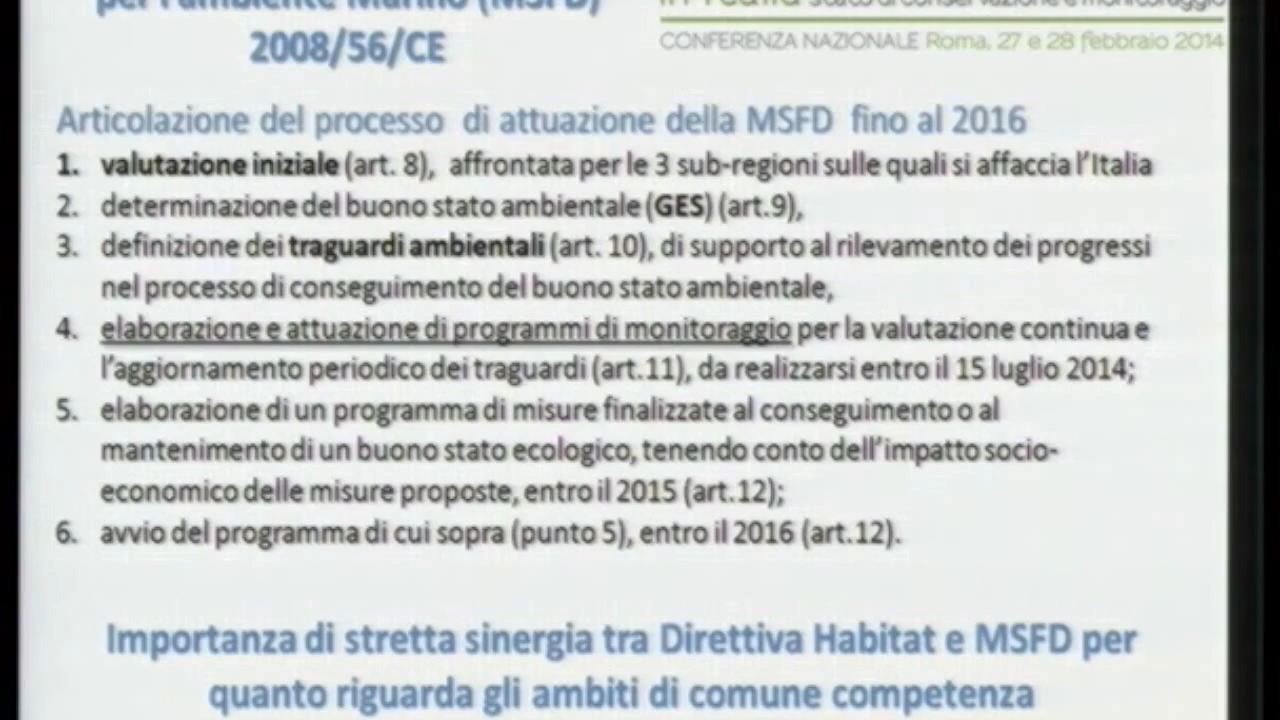 per l'Ambiente Marino (MSFD)
2008/56/CE
CONFERENZA NAZIONALE Roma, 27 e 28 febbraio 2014
Articolazione del processo di attuazione della MSFD fino al 2016
1. valutazione iniziale (art. 8), affrontata per le 3 sub-regioni sulle quali si affaccia l'Italia
2. determinazione del buono stato ambientale (GES) (art.9),
3. definizione dei traguardi ambientali (art. 10), di supporto al rilevamento dei progressi
nel processo di conseguimento del buono stato ambientale,
4. elaborazione e attuazione di programmi di monitoraggio per la valutazione continua e
l'aggiornamento periodico dei traguardi (art.11), da realizzarsi entro il 15 luglio 2014;
5. elaborazione di un programma di misure finalizzate al conseguimento o al
mantenimento di un buono stato ecologico, tenendo conto dell'impatto socio-
economico delle misure proposte, entro il 2015 (art.12);
6. avvio del programma di cui sopra (punto 5), entro il 2016 (art.12).
Importanza di stretta sinergia tra Direttiva Habitat e MSFD per
quanto riguarda gli ambiti di comune competenza